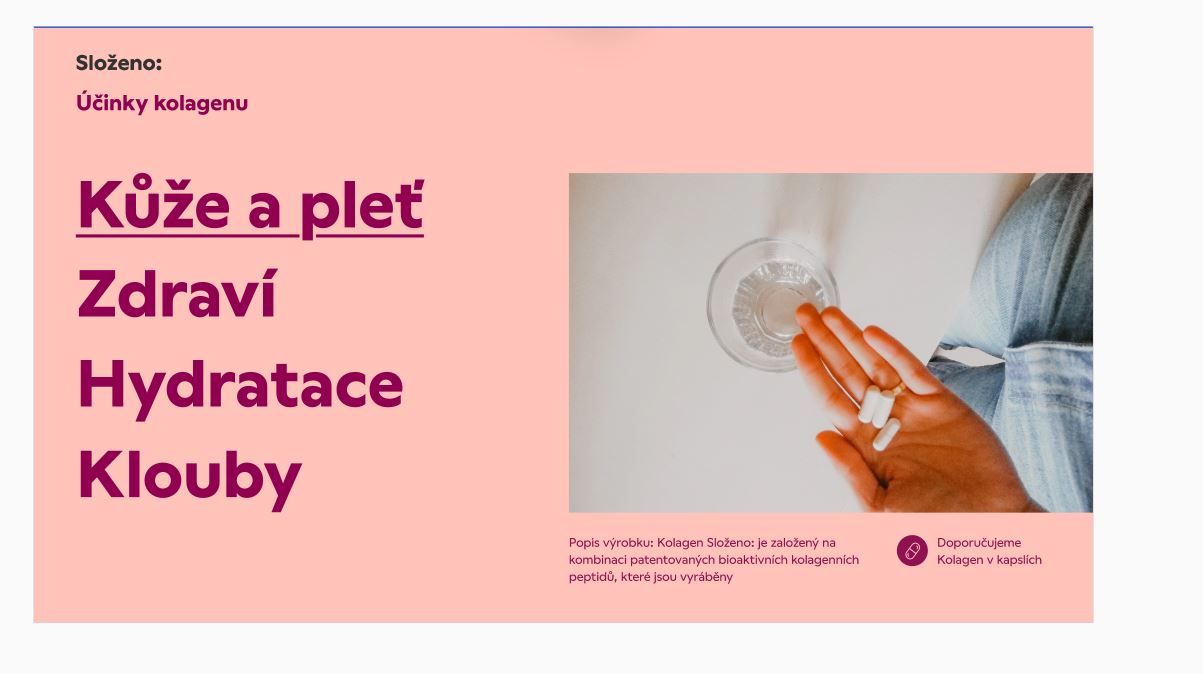 Složeno:
Účinky kolagenu
Kůže a pleť
Zdraví
Hydratace
Klouby
Popis výrobku: Kolagen Složeno: je založený na
kombinaci patentovaných bioaktivních kolagenních
peptidů, které jsou vyráběny
Doporučujeme
Kolagen v kapslích